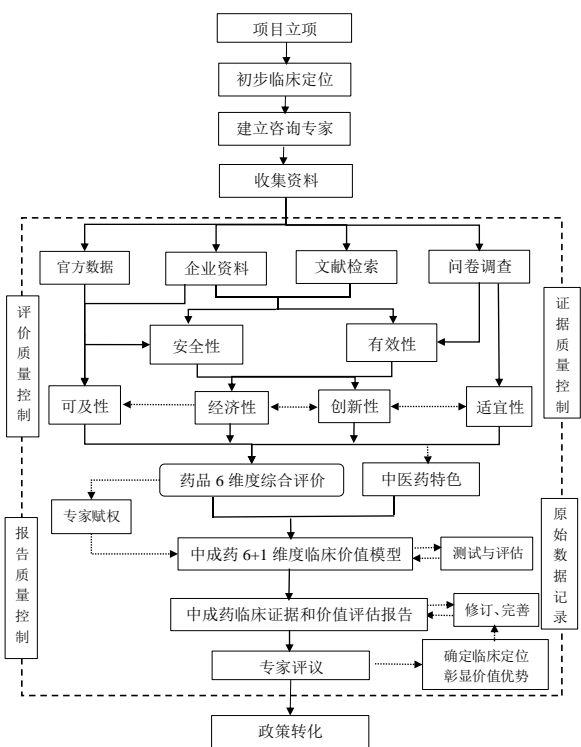 项目立项
初步临床定位
建立咨询专家
收集资料
官方数据
企业资料
文献检索
问卷调查
评价质量控制
证据质量控制
安全性
有效性
可及性
经济性
创新性
适宜性
药品 6 维度综合评价
中医药特色
专家赋权
报告质量控制
原始数据记录
中成药 6+1 维度临床价值模型
测试与评估
中成药临床证据和价值评估报告
修订、完善
专家评议
确定临床定位
彰显价值优势
政策转化